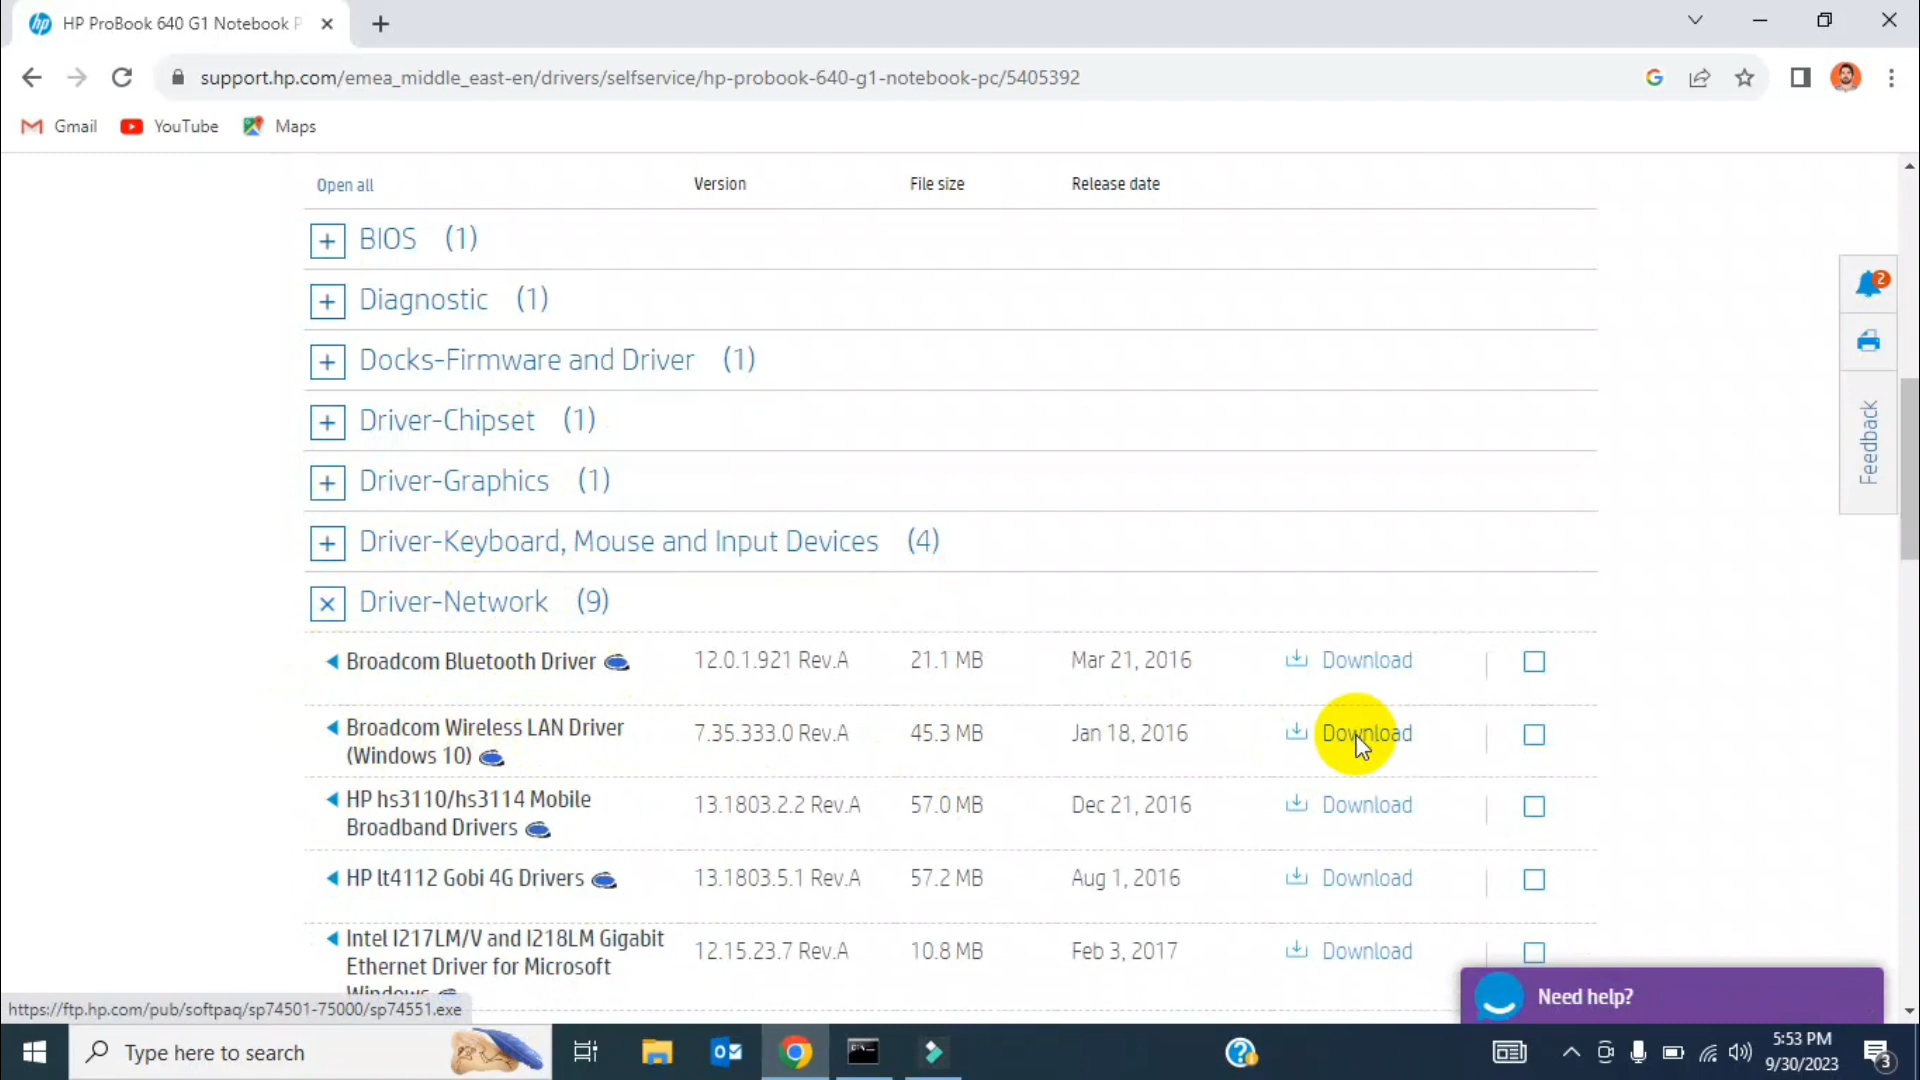 HP ProBook 640 G1 Notebook P
support.hp.com/emea_middle_east-en/drivers/selfservice/hp-probook-640-g1-notebook-pc/5405392
Gmail YouTube Maps
Open all Version File size Release date
BIOS (1)
Diagnostic (1)
Docks-Firmware and Driver (1)
Driver-Chipset (1)
Driver-Graphics (1)
Driver-Keyboard, Mouse and Input Devices (4)
Driver-Network (9)
Broadcom Bluetooth Driver 12.0.1.921 Rev.A 21.1 MB Mar 21, 2016 Download
Broadcom Wireless LAN Driver
(Windows 10) 7.35.333.0 Rev.A 45.3 MB Jan 18, 2016 Download
HP hs3110/hs3114 Mobile
Broadband Drivers 13.1803.2.2 Rev.A 57.0 MB Dec 21, 2016 Download
HP lt4112 Gobi 4G Drivers 13.1803.5.1 Rev.A 57.2 MB Aug 1, 2016 Download
Intel I217LM/V and I218LM Gigabit
Ethernet Driver for Microsoft
Windows 12.15.23.7 Rev.A 10.8 MB Feb 3, 2017 Download
2
Feedback
Need help?
https://ftp.hp.com/pub/softpaq/sp74501-75000/sp74551.exe
Type here to search
5:53 PM
9/30/2023
3